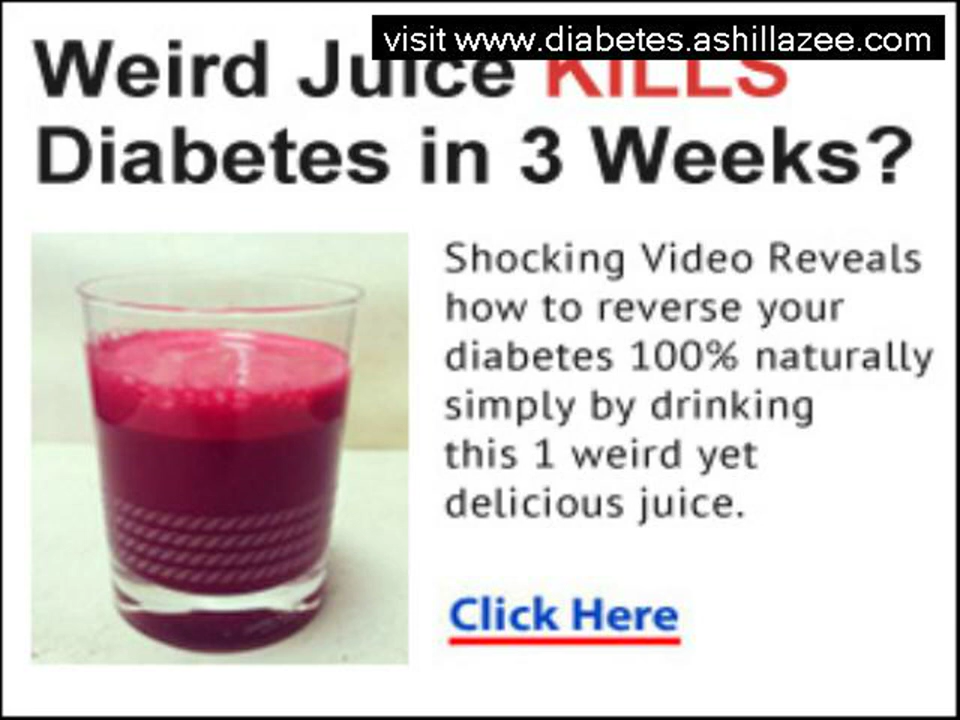 visit www.diabetes.ashillazee.com
Weird Juice KILLS
Diabetes in 3 Weeks?
Shocking Video Reveals
how to reverse your
diabetes 100% naturally
simply by drinking
this 1 weird yet
delicious juice.
Click Here